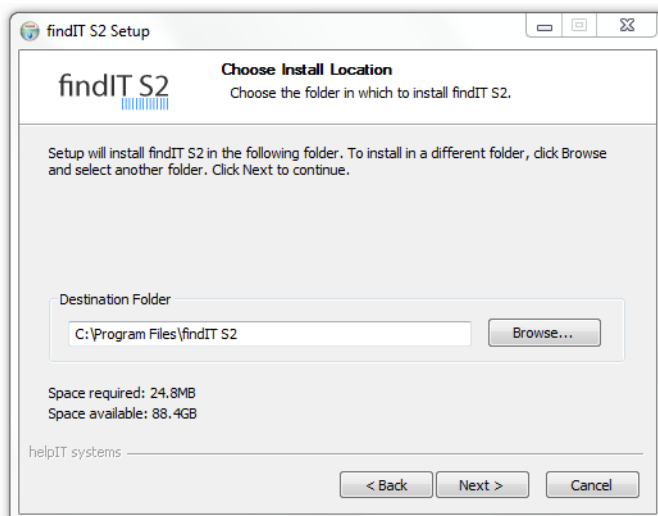 findIT S2 Setup
findIT S2
Choose Install Location
Choose the folder in which to install findIT S2.
Setup will install findIT S2 in the following folder. To install in a different folder, click Browse
and select another folder. Click Next to continue.
Destination Folder
C:\Program Files\findIT S2
Browse...
Space required: 24.8MB
Space available: 88.4GB
helpIT systems
< Back
Next >
Cancel